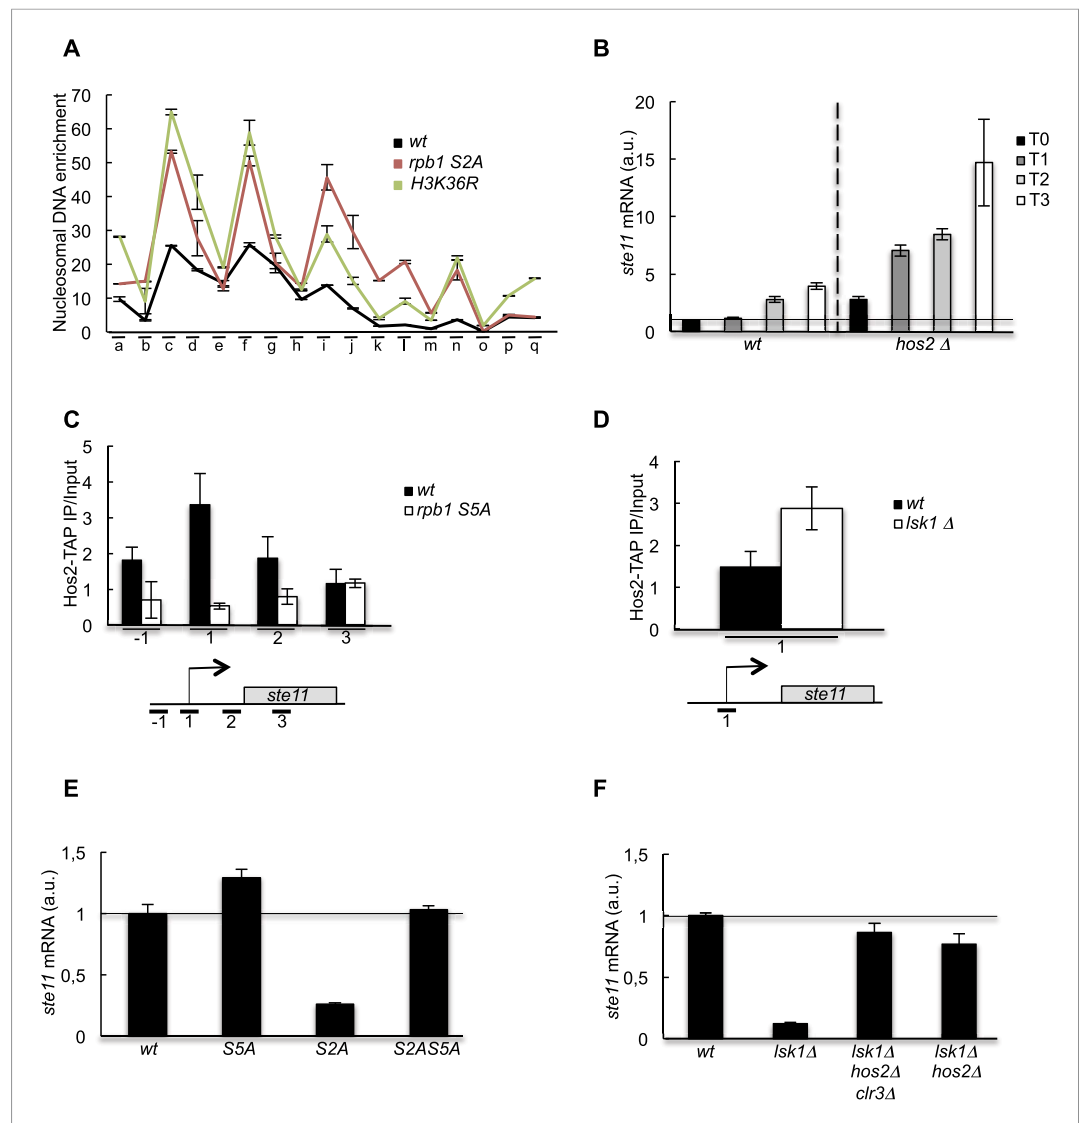 A
Nucleosomal DNA enrichment
70
60
50
40
30
20
10
0
a b c d e f g h i j k l m n o p q
wt
rpb1 S2A
H3K36R
B
ste11 mRNA (a.u.)
20
15
10
5
0
wt
hos2 Δ
T0
T1
T2
T3
C
Hos2-TAP IP/Input
5
4
3
2
1
0
-1 1 2 3
wt
rpb1 S5A
ste11
-1 1 2 3
D
Hos2-TAP IP/Input
4
3
2
1
0
1
wt
lsk1 Δ
ste11
1
E
ste11 mRNA (a.u.)
1,5
1
0,5
0
wt S5A S2A S2AS5A
F
ste11 mRNA (a.u.)
1,5
1
0,5
0
wt lsk1Δ lsk1Δ lsk1Δ
hos2Δ hos2Δ
clr3Δ